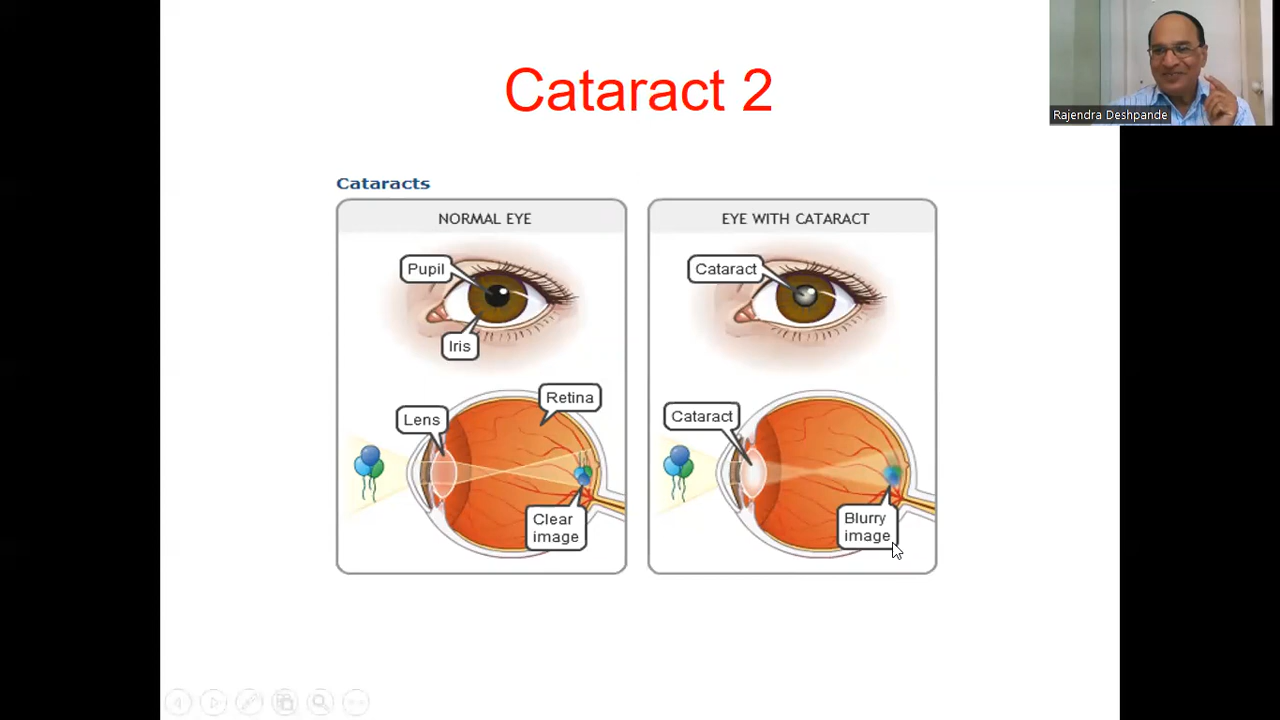 Cataract 2
Rajendra Deshpande
Cataracts
NORMAL EYE
Pupil
Iris
Lens
Retina
Clear
image
EYE WITH CATARACT
Cataract
Cataract
Blurry
image